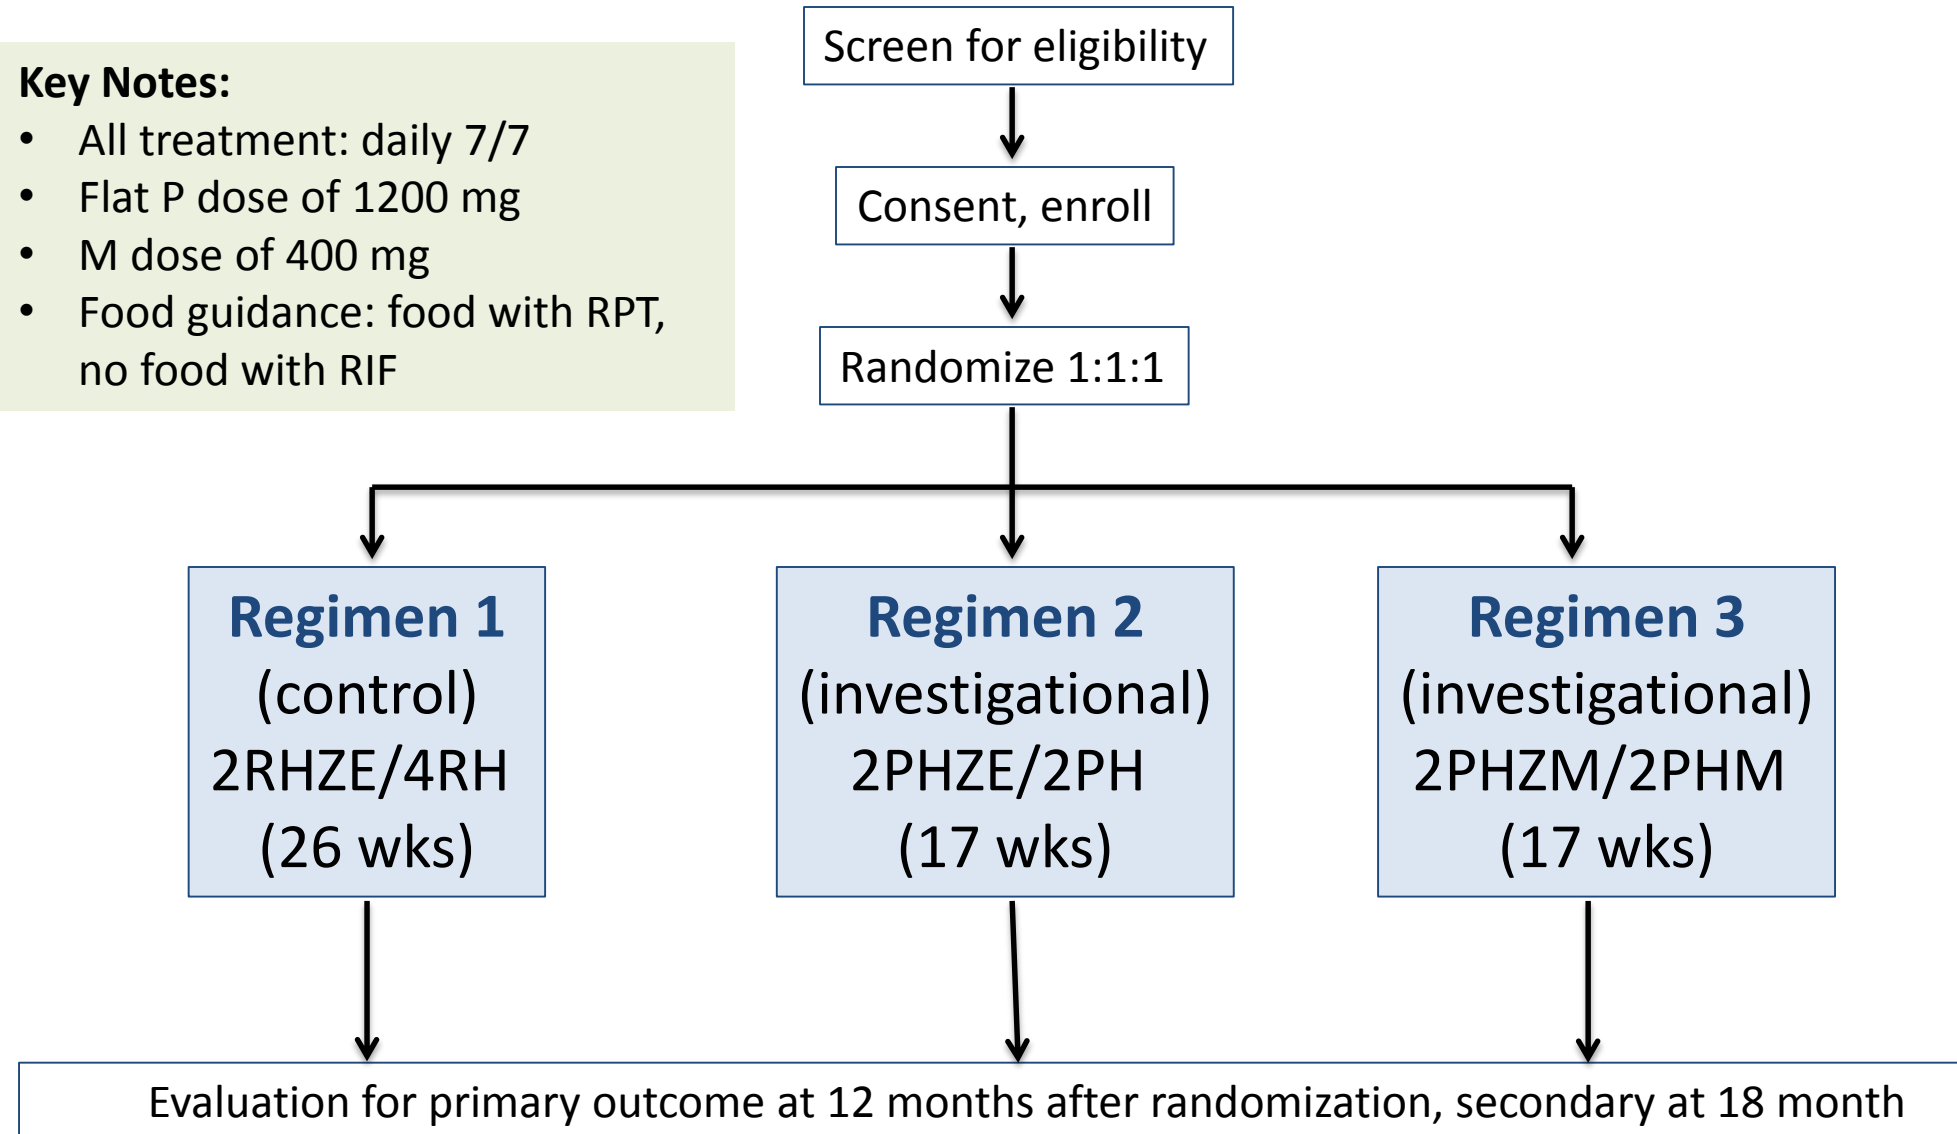 Screen for eligibility
Key Notes:
• All treatment: daily 7/7
• Flat P dose of 1200 mg
• M dose of 400 mg
• Food guidance: food with RPT,
no food with RIF
Consent, enroll
Randomize 1:1:1
Regimen 1
(control)
2RHZE/4RH
(26 wks)
Regimen 2
(investigational)
2PHZE/2PH
(17 wks)
Regimen 3
(investigational)
2PHZM/2PHM
(17 wks)
Evaluation for primary outcome at 12 months after randomization, secondary at 18 month